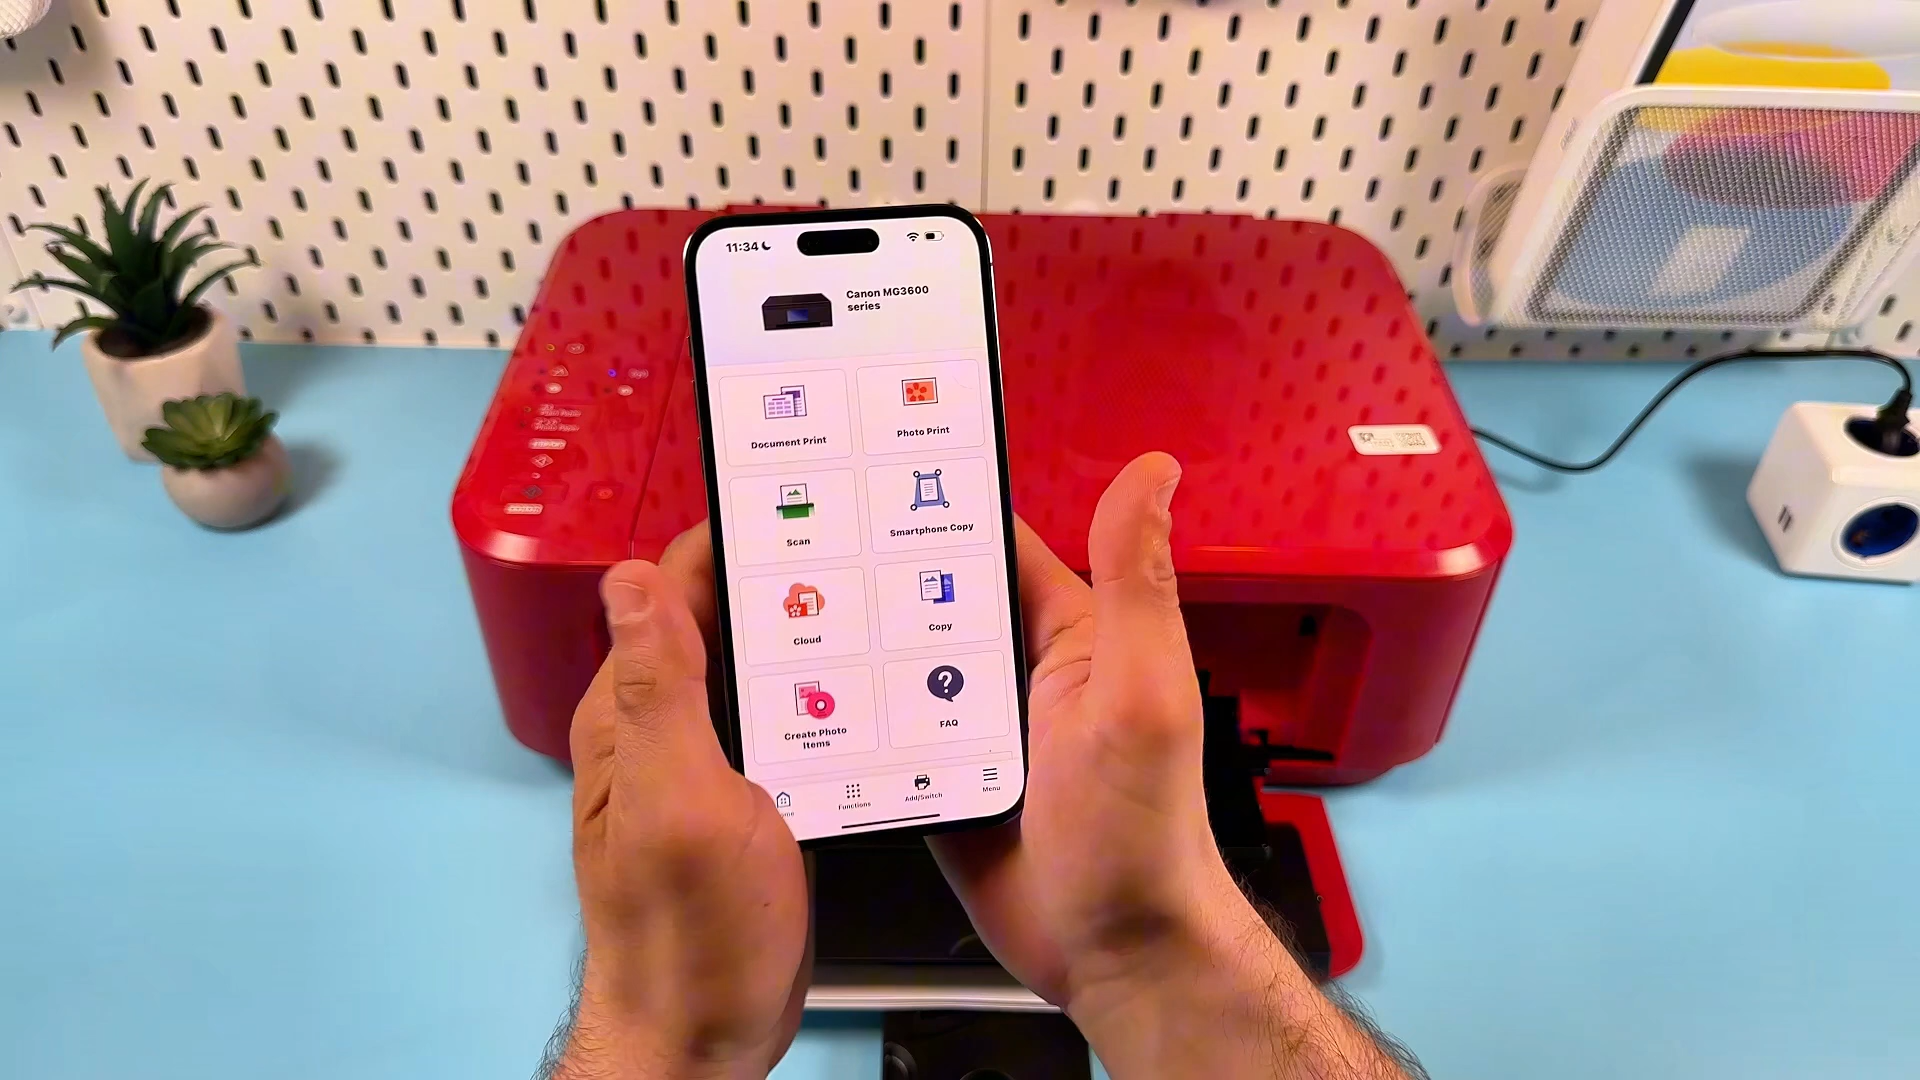 11:34
Canon MG3600
series
Document Print
Photo Print
Scan
Smartphone Copy
Cloud
Copy
Create Photo
Items
FAQ
Functions
Add/Switch
Menu